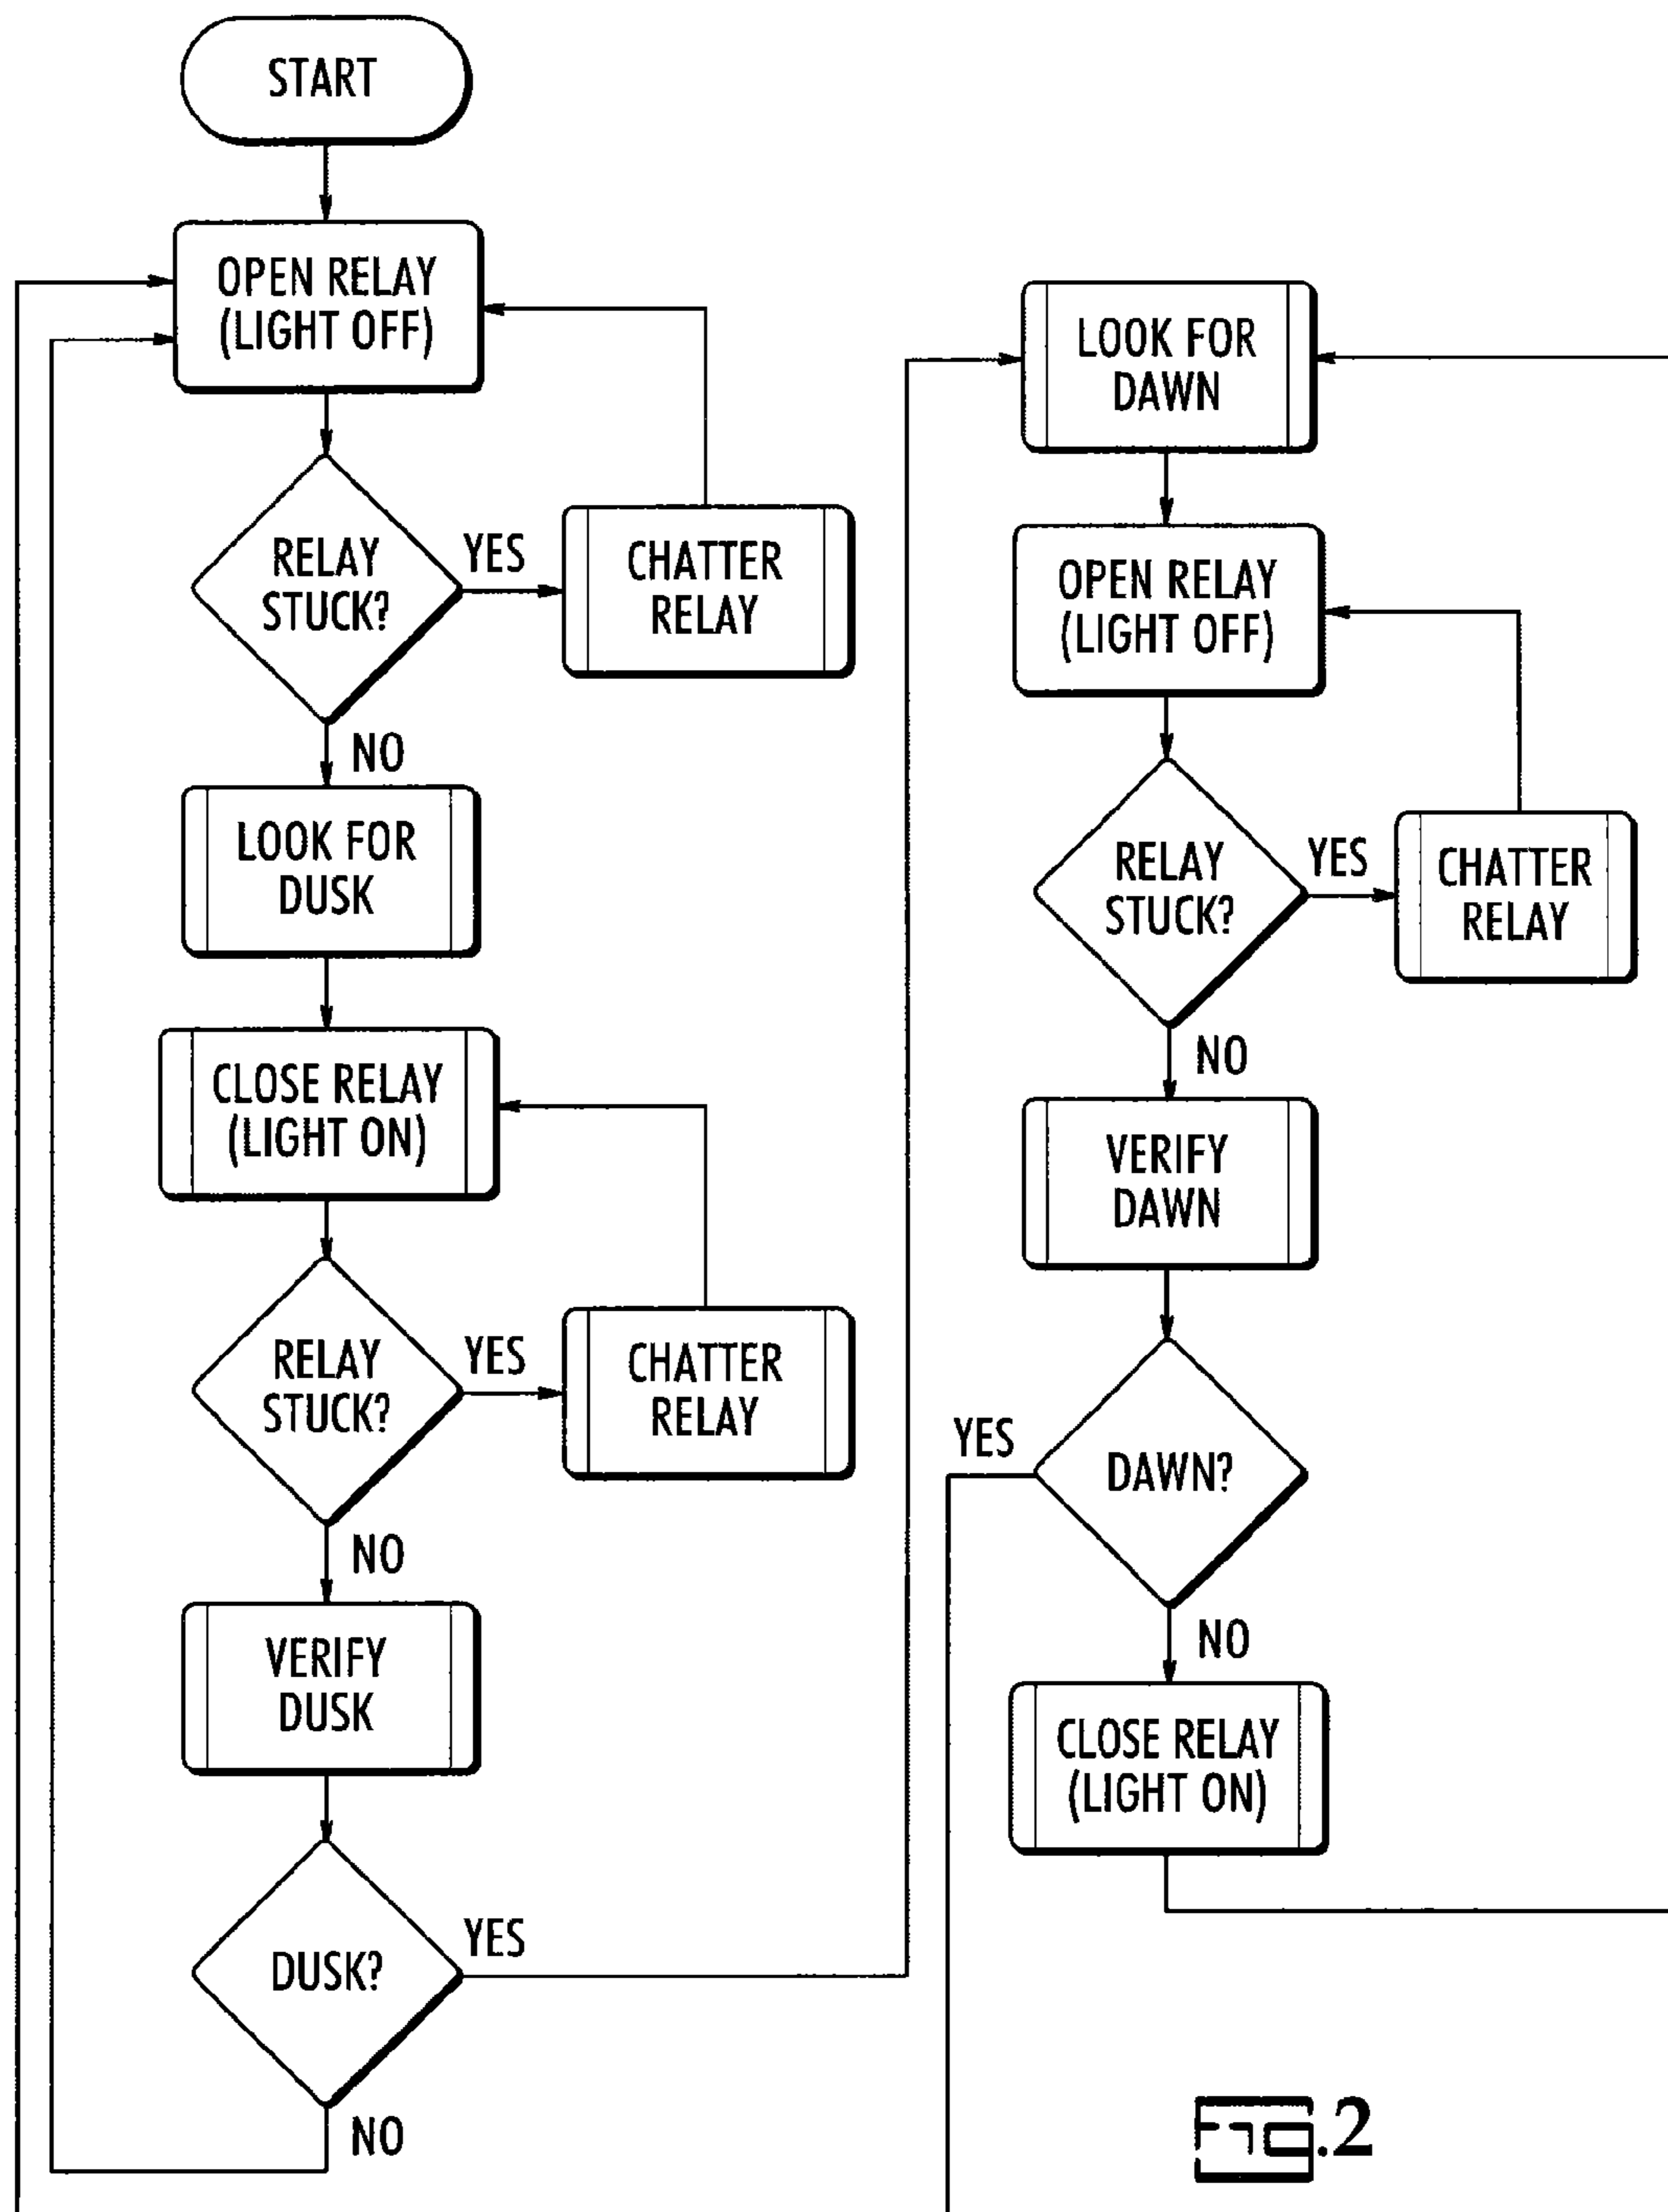 START
OPEN RELAY
(LIGHT OFF)
RELAY
STUCK?
YES
CHATTER
RELAY
NO
LOOK FOR
DUSK
CLOSE RELAY
(LIGHT ON)
RELAY
STUCK?
YES
CHATTER
RELAY
NO
VERIFY
DUSK
DUSK?
YES
NO
LOOK FOR
DAWN
OPEN RELAY
(LIGHT OFF)
RELAY
STUCK?
YES
CHATTER
RELAY
NO
VERIFY
DAWN
DAWN?
YES
NO
CLOSE RELAY
(LIGHT ON)
FIG.2